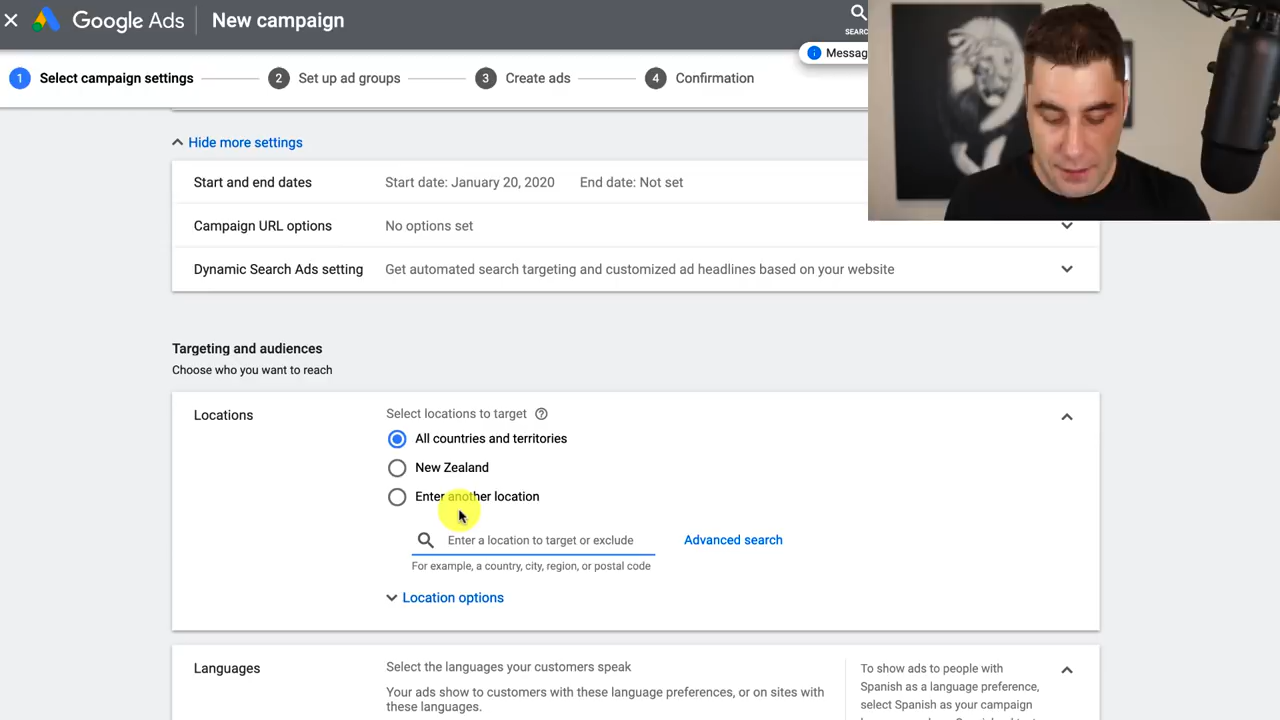 Google Ads
New campaign
SEARC
Messag
1 Select campaign settings
2 Set up ad groups
3 Create ads
4 Confirmation
Hide more settings
Start and end dates
Start date: January 20, 2020 End date: Not set
Campaign URL options
No options set
Dynamic Search Ads setting
Get automated search targeting and customized ad headlines based on your website
Targeting and audiences
Choose who you want to reach
Locations
Select locations to target
All countries and territories
New Zealand
Enter another location
Enter a location to target or exclude
Advanced search
For example, a country, city, region, or postal code
Location options
Languages
Select the languages your customers speak
Your ads show to customers with these language preferences, or on sites with
these languages.
To show ads to people with
Spanish as a language preference,
select Spanish as your campaign